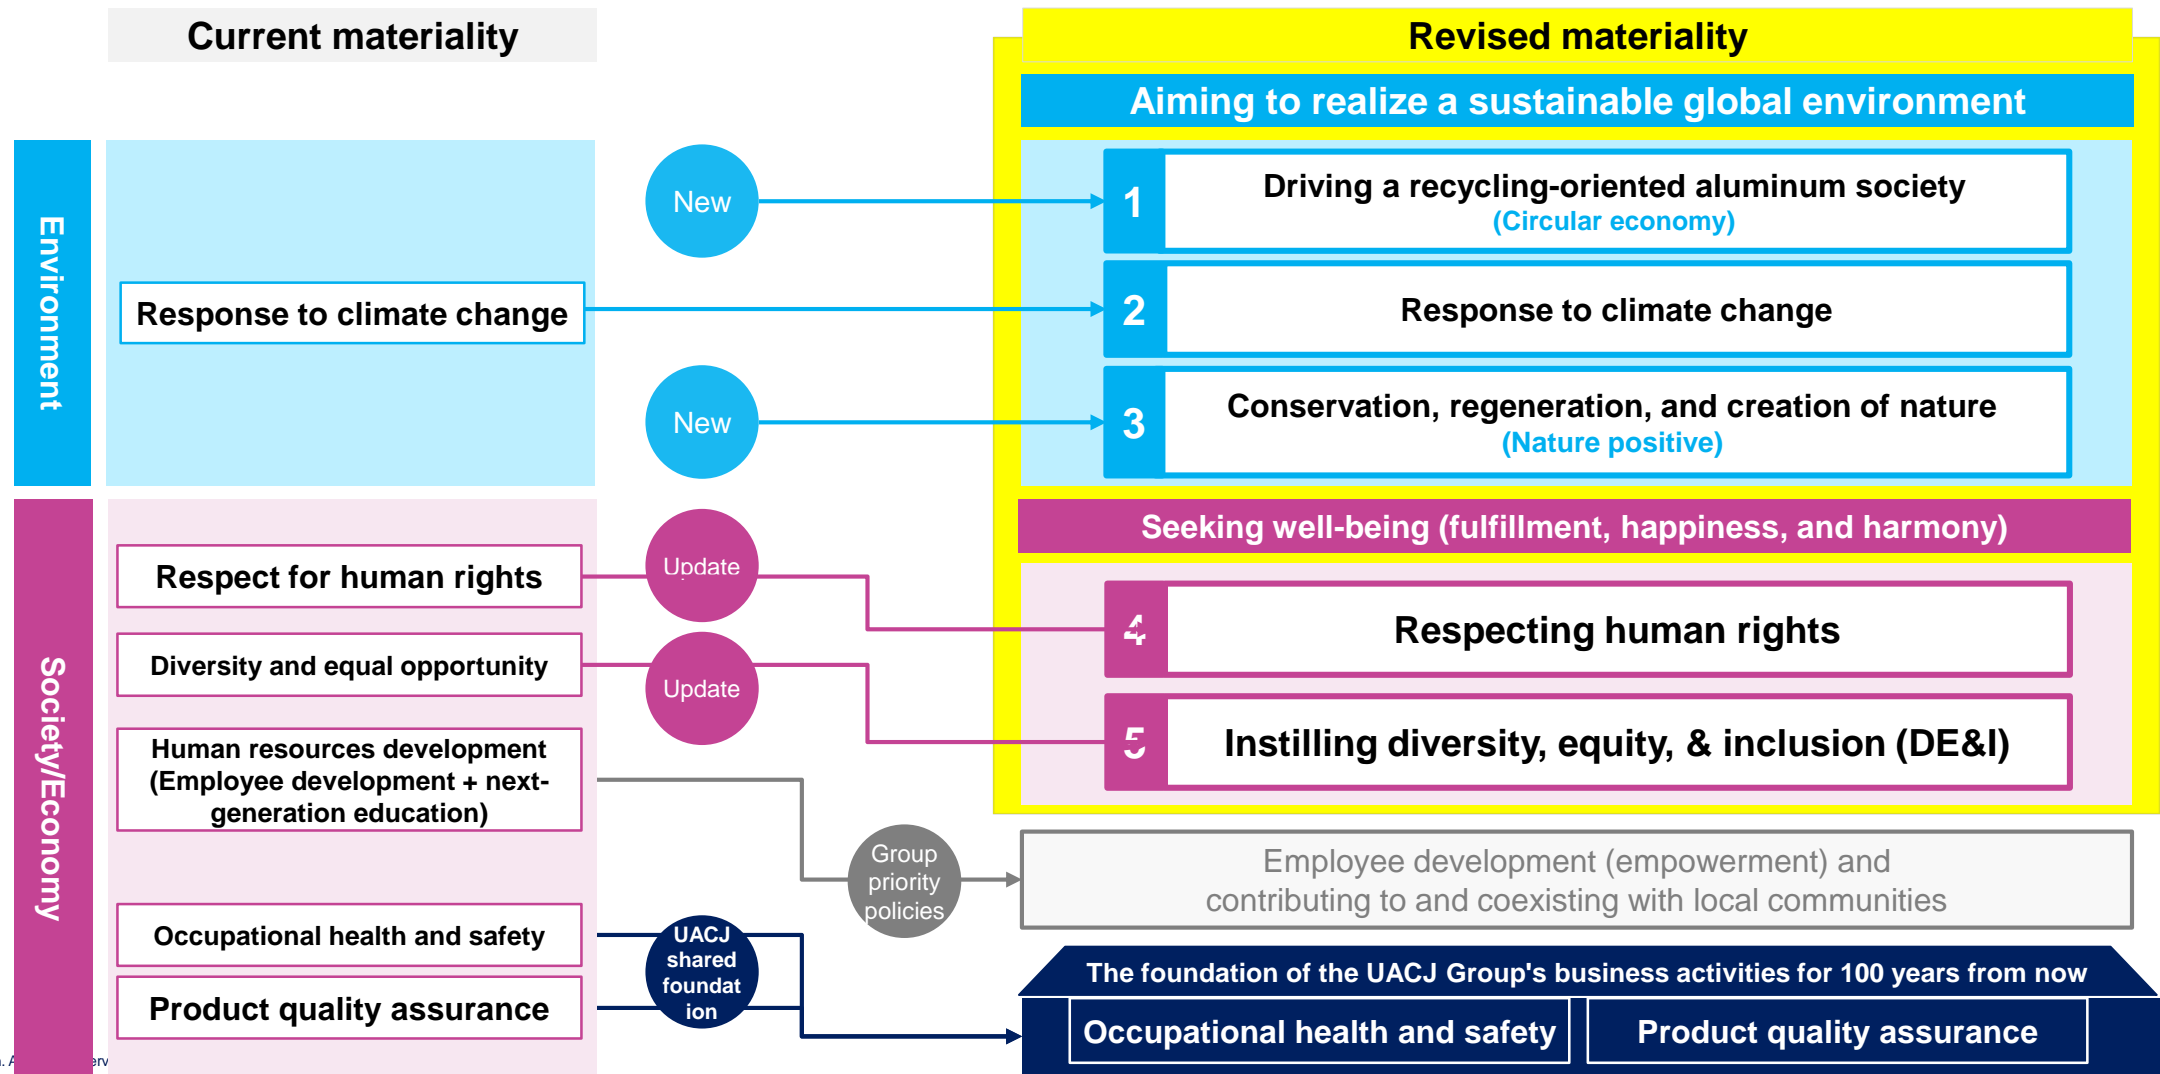 Current materiality
Revised materiality
Aiming to realize a sustainable global environment
Environment
New
1
Driving a recycling-oriented aluminum society
(Circular economy)
Response to climate change
2
Response to climate change
New
3
Conservation, regeneration, and creation of nature
(Nature positive)
Society/Economy
Seeking well-being (fulfillment, happiness, and harmony)
Respect for human rights
Update
4
Respecting human rights
Diversity and equal opportunity
Update
5
Instilling diversity, equity, & inclusion (DE&I)
Human resources development
(Employee development + next-
generation education)
Group
priority
policies
Employee development (empowerment) and
contributing to and coexisting with local communities
Occupational health and safety
Product quality assurance
UACJ
shared
foundat
ion
The foundation of the UACJ Group's business activities for 100 years from now
Occupational health and safety
Product quality assurance